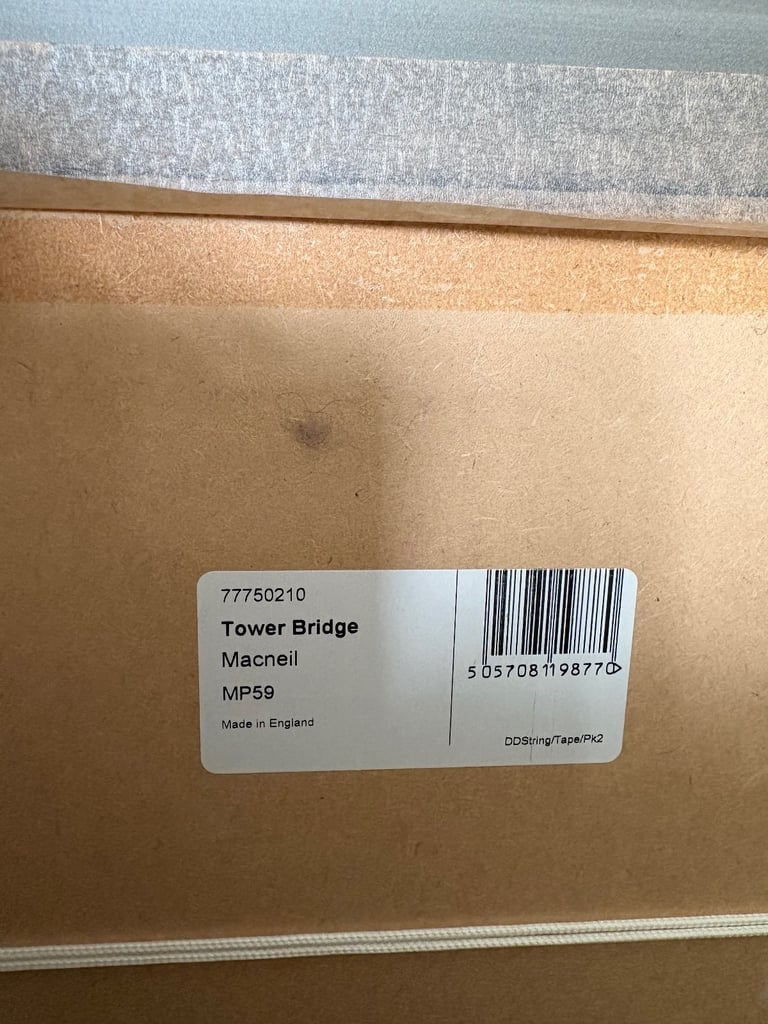 77750210
Tower Bridge
Macneil
MP59
Made in England
5 057081 198770>
DDString/Tape/Pk2